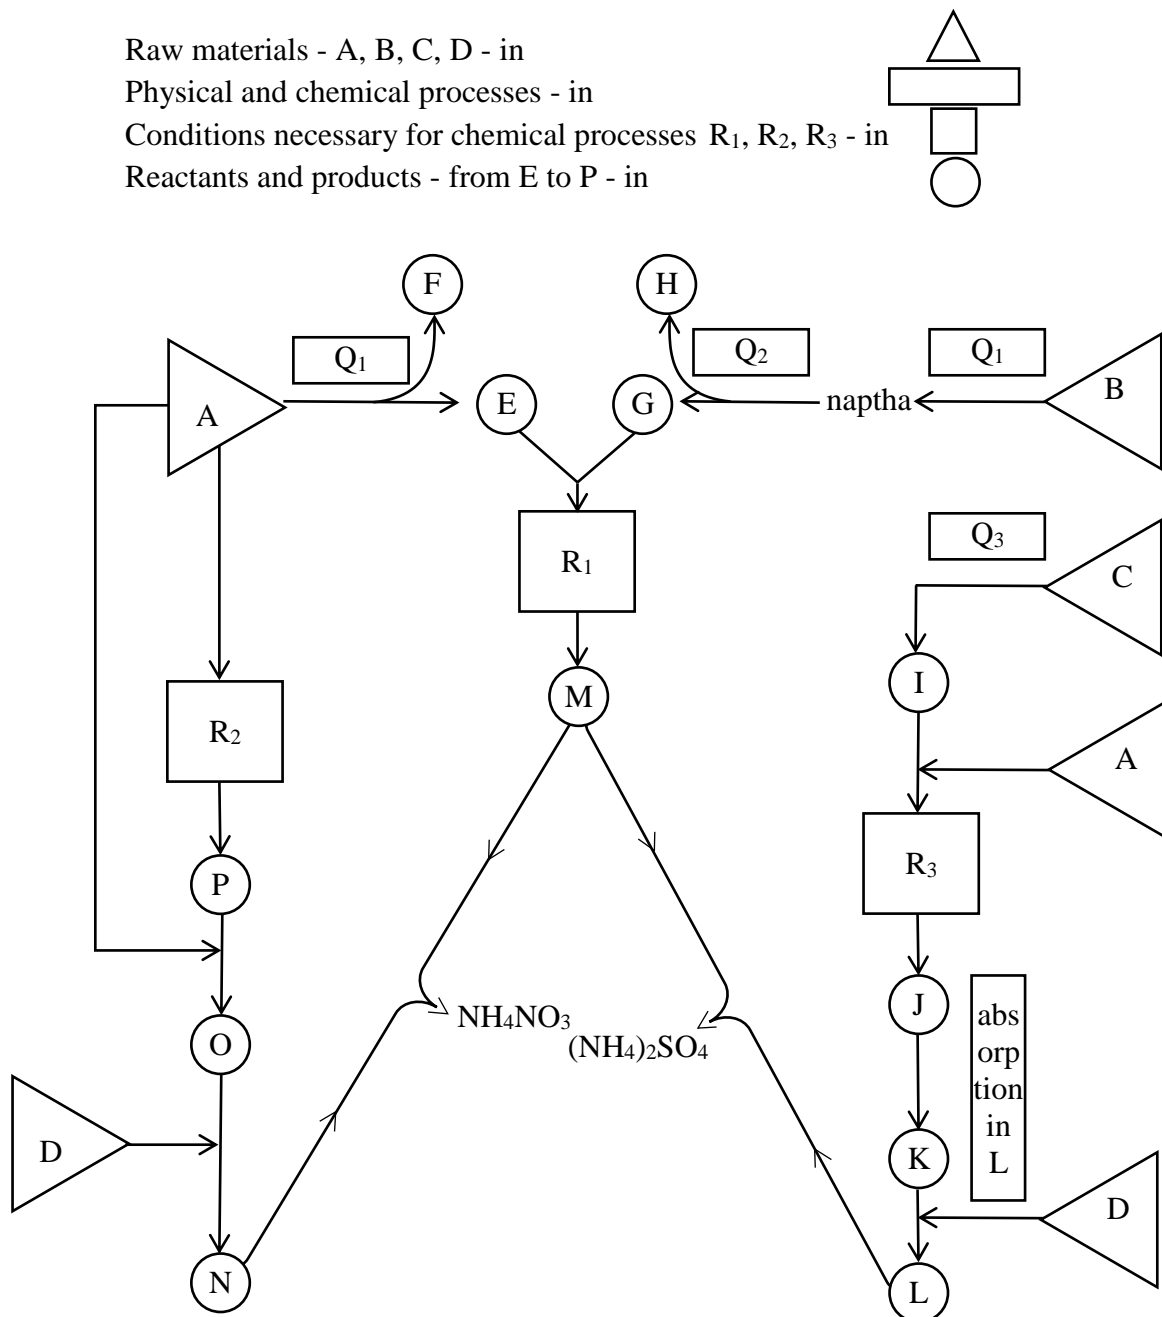 Raw materials - A, B, C, D - in
Physical and chemical processes - in
Conditions necessary for chemical processes R₁, R₂, R₃ - in
Reactants and products - from E to P - in
F
H
Q₁
Q₂
Q₁
A
E
G
naptha
B
R₁
Q₃
C
I
M
R₂
A
R₃
P
J
abs
orp
tion
in
L
NH₄NO₃
(NH₄)₂SO₄
O
D
K
D
N
L